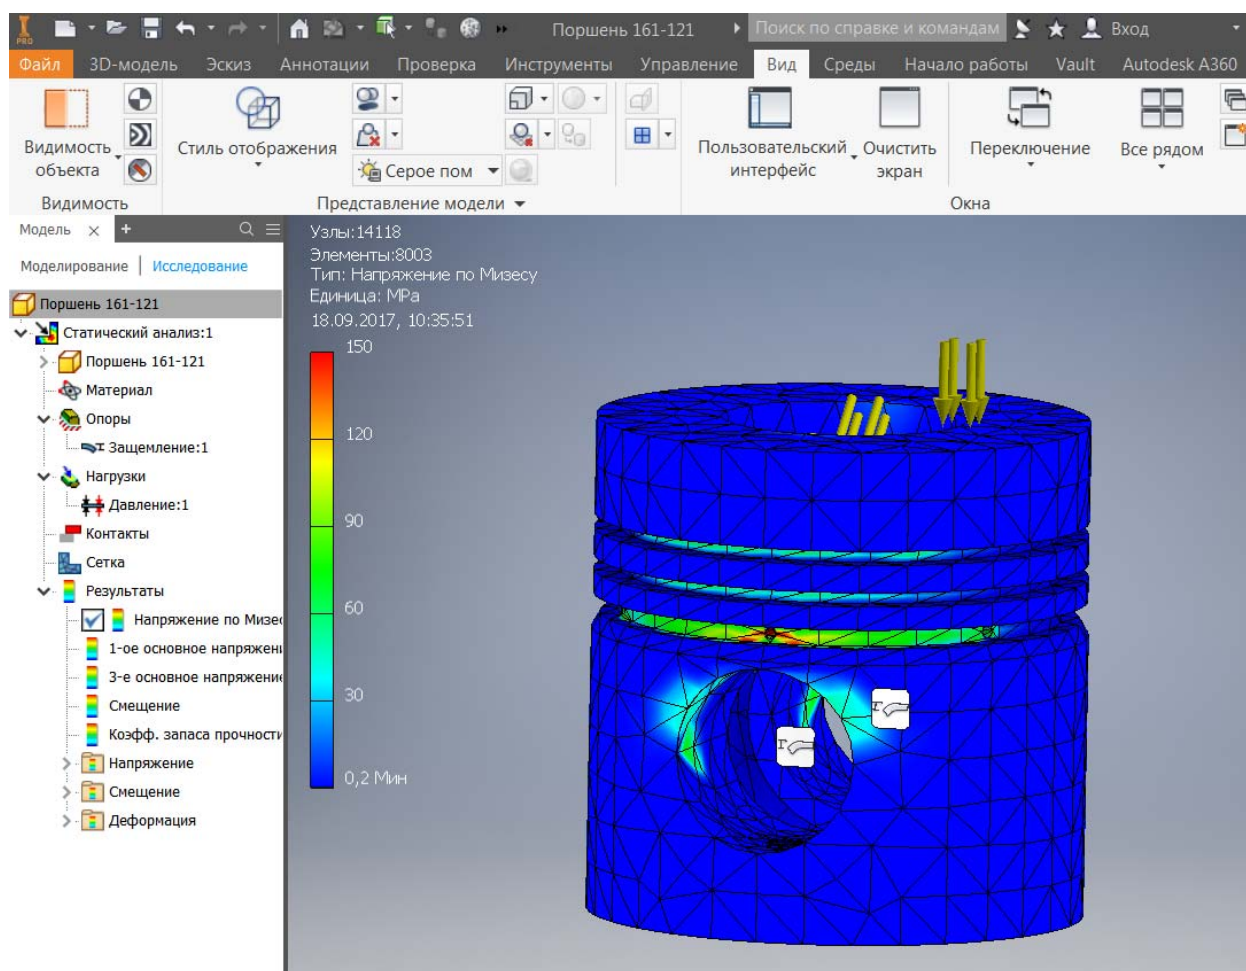 PRO
Поршень 161-121
Поиск по справке и командам
Вход
Файл 3D-модель Эскиз Аннотации Проверка Инструменты Управление Вид Среды Начало работы Vault Autodesk A360
Видимость
объекта
Стиль отображения
Серое пом
Пользовательский
интерфейс
Очистить
экран
Переключение
Все рядом
Видимость
Представление модели
Окна
Модель
Моделирование | Исследование
Поршень 161-121
Статический анализ:1
Поршень 161-121
Материал
Опоры
Защемление:1
Нагрузки
Давление:1
Контакты
Сетка
Результаты
Напряжение по Мизес
1-ое основное напряжени
3-е основное напряжение
Смещение
Коэфф. запаса прочности
Напряжение
Смещение
Деформация
Узлы:14118
Элементы:8003
Тип: Напряжение по Мизесу
Единица: MPa
18.09.2017, 10:35:51
150
120
90
60
30
0,2 Мин